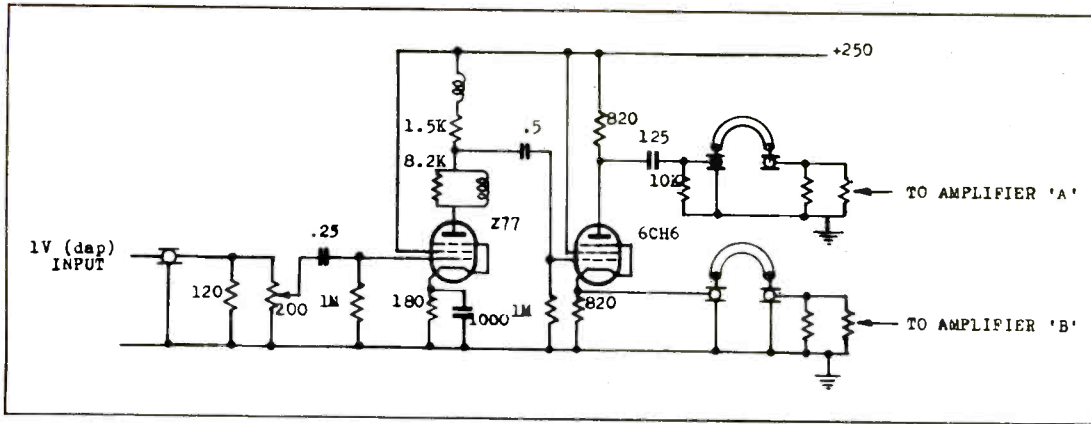 +250
820
1.5K
.5
125
8.2K
10K
TO AMPLIFIER 'A'
Z77
6CH6
.25
1V (dap)
INPUT
120
200
1M
180
1000
1M
820
TO AMPLIFIER 'B'